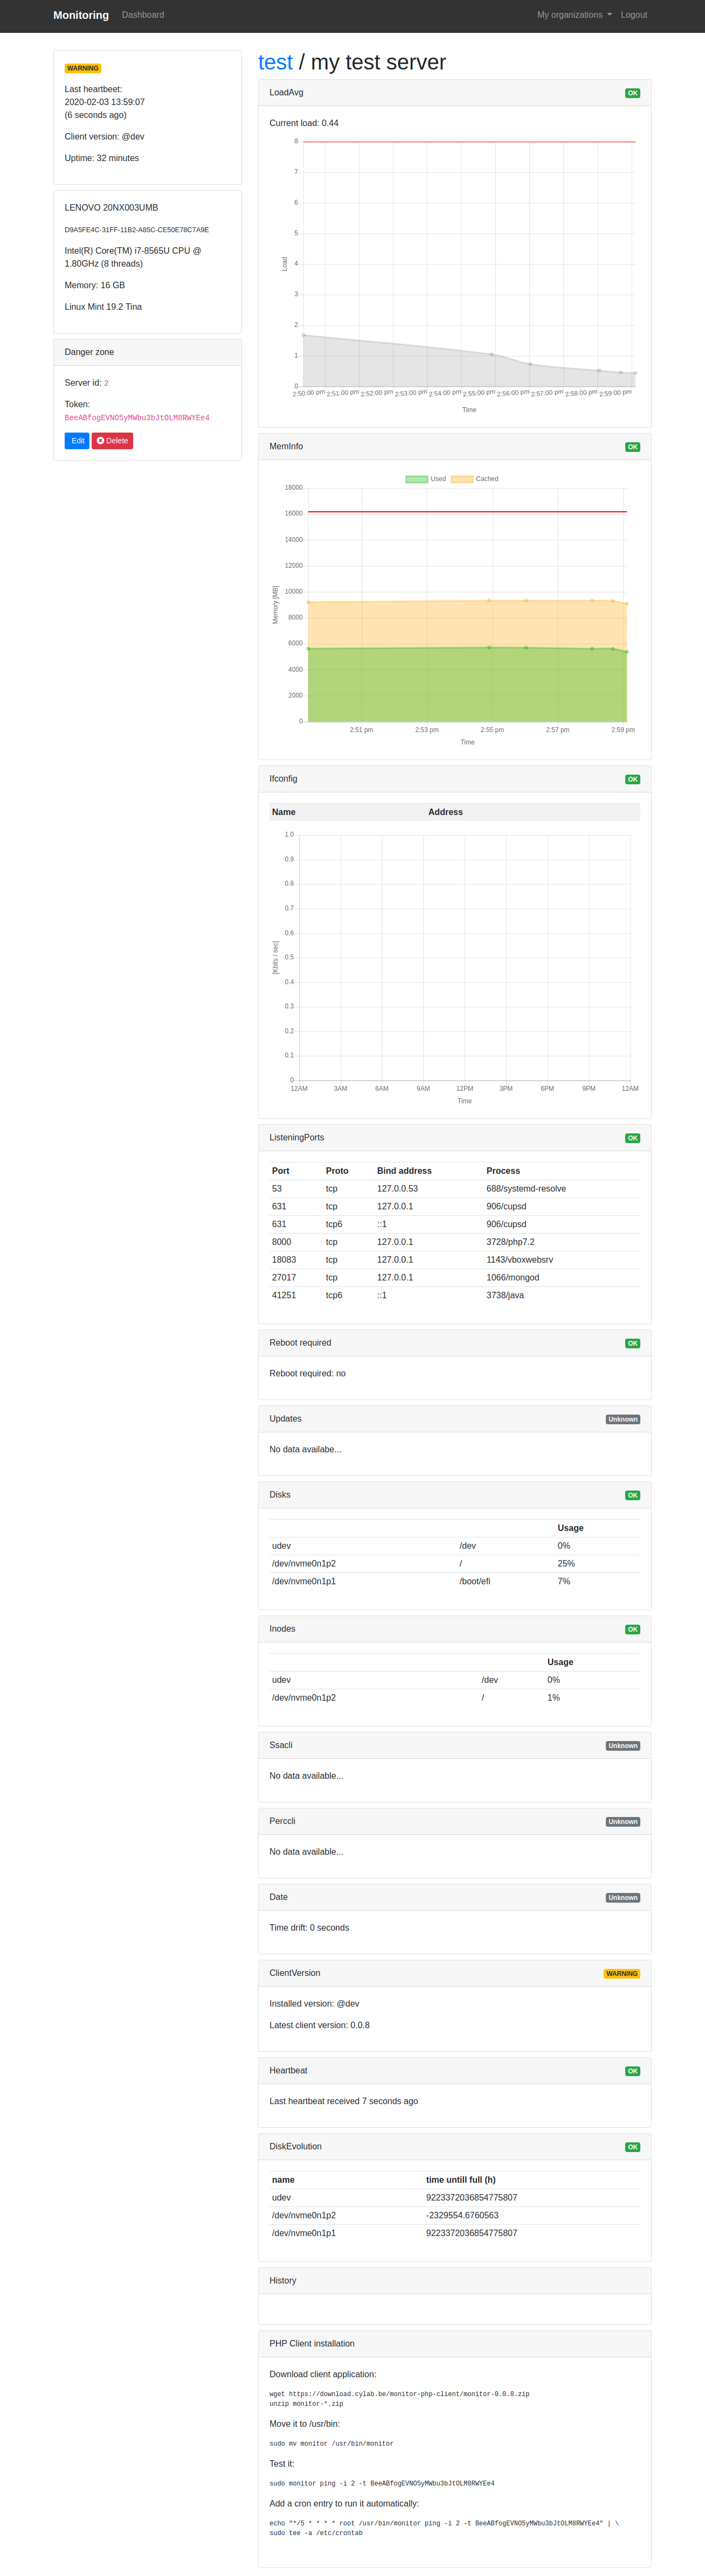 Monitoring Dashboard My organizations Logout
WARNING
Last heartbeet:
2020-02-03 13:59:07
(6 seconds ago)
Client version: @dev
Uptime: 32 minutes
LENOVO 20NX003UMB
D9A5FE4C-31FF-11B2-A85C-CE50E78C7A9E
Intel(R) Core(TM) i7-8565U CPU @
1.80GHz (8 threads)
Memory: 16 GB
Linux Mint 19.2 Tina
Danger zone
Server id: 2
Token:
BeeABfogEVNO5yMWbu3bJtOLM8RWYEe4
Edit Delete
test / my test server
LoadAvg OK
Current load: 0.44
8
7
6
5
4
3
2
1
0
Load
2:50:00 pm 2:51:00 pm 2:52:00 pm 2:53:00 pm 2:54:00 pm 2:55:00 pm 2:56:00 pm 2:57:00 pm 2:58:00 pm 2:59:00 pm
Time
MemInfo OK
Used Cached
18000
16000
14000
12000
10000
8000
6000
4000
2000
0
Memory [MB]
2:51 pm 2:53 pm 2:55 pm 2:57 pm 2:59 pm
Time
Ifconfig OK
Name Address
1.0
0.9
0.8
0.7
0.6
0.5
0.4
0.3
0.2
0.1
0
[Kbits / sec]
12AM 3AM 6AM 9AM 12PM 3PM 6PM 9PM 12AM
Time
ListeningPorts OK
Port Proto Bind address Process
53 tcp 127.0.0.53 688/systemd-resolve
631 tcp 127.0.0.1 906/cupsd
631 tcp6 ::1 906/cupsd
8000 tcp 127.0.0.1 3728/php7.2
18083 tcp 127.0.0.1 1143/vboxwebsrv
27017 tcp 127.0.0.1 1066/mongod
41251 tcp6 ::1 3738/java
Reboot required OK
Reboot required: no
Updates Unknown
No data availabe...
Disks OK
Usage
udev /dev 0%
/dev/nvme0n1p2 / 25%
/dev/nvme0n1p1 /boot/efi 7%
Inodes OK
Usage
udev /dev 0%
/dev/nvme0n1p2 / 1%
Ssacli Unknown
No data available...
Perccli Unknown
No data available...
Date Unknown
Time drift: 0 seconds
ClientVersion WARNING
Installed version: @dev
Latest client version: 0.0.8
Heartbeat OK
Last heartbeat received 7 seconds ago
DiskEvolution OK
name time untill full (h)
udev 9223372036854775807
/dev/nvme0n1p2 -2329554.6760563
/dev/nvme0n1p1 9223372036854775807
History
PHP Client installation
Download client application:
wget https://download.cylab.be/monitor-php-client/monitor-0.0.8.zip
unzip monitor-*.zip
Move it to /usr/bin:
sudo mv monitor /usr/bin/monitor
Test it:
sudo monitor ping -i 2 -t BeeABfogEVNO5yMWbu3bJtOLM8RWYEe4
Add a cron entry to run it automatically:
echo "*/5 * * * * root /usr/bin/monitor ping -i 2 -t BeeABfogEVNO5yMWbu3bJtOLM8RWYEe4" | \
sudo tee -a /etc/crontab